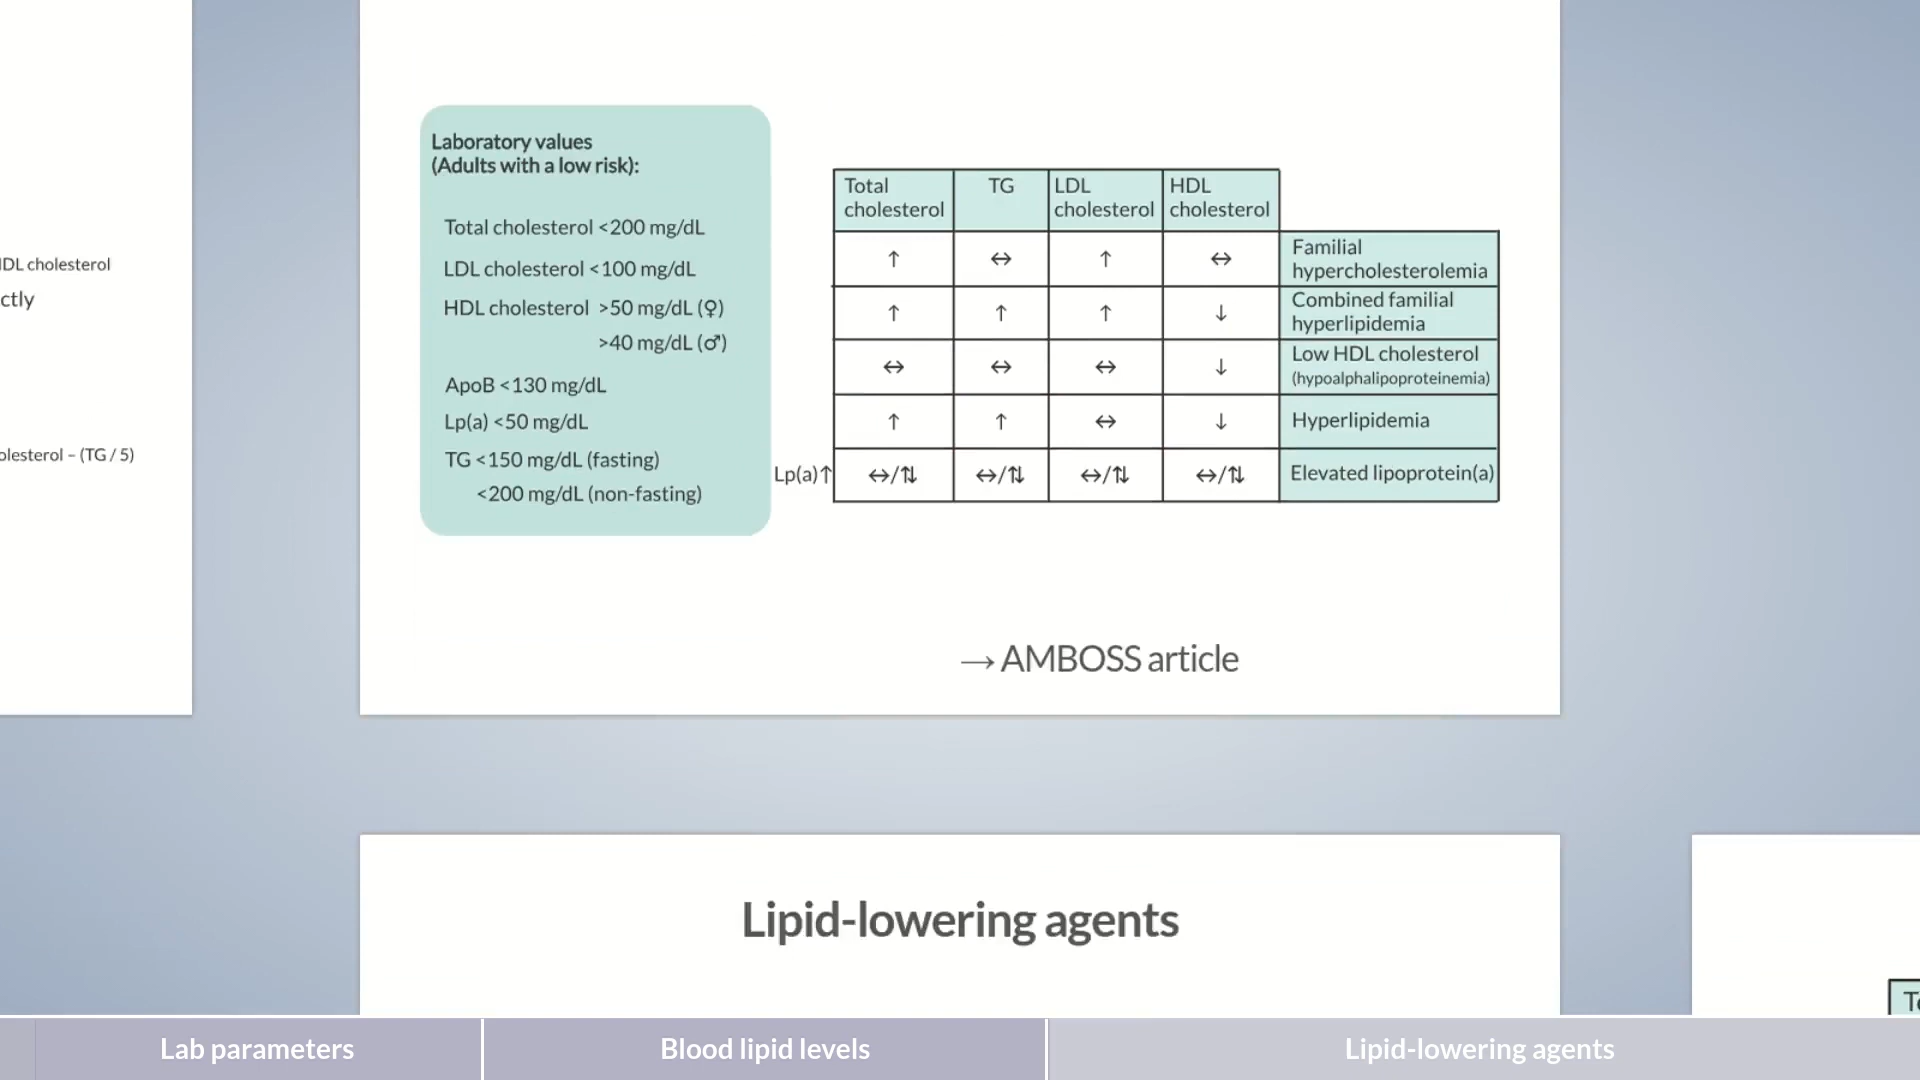 DL cholesterol
ctly
olesterol – (TG / 5)
Laboratory values
(Adults with a low risk):
Total cholesterol <200 mg/dL
LDL cholesterol <100 mg/dL
HDL cholesterol >50 mg/dL (♀)
>40 mg/dL (♂)
ApoB <130 mg/dL
Lp(a) <50 mg/dL
TG <150 mg/dL (fasting)
<200 mg/dL (non-fasting)
Total cholesterol TG LDL cholesterol HDL cholesterol
↑ ↔ ↑ ↔ Familial hypercholesterolemia
↑ ↑ ↑ ↓ Combined familial hyperlipidemia
↔ ↔ ↔ ↓ Low HDL cholesterol (hypoalphalipoproteinemia)
↑ ↑ ↔ ↓ Hyperlipidemia
Lp(a)↑ ↔/⇅ ↔/⇅ ↔/⇅ ↔/⇅ Elevated lipoprotein(a)
→ AMBOSS article
Lipid-lowering agents
Lab parameters
Blood lipid levels
Lipid-lowering agents